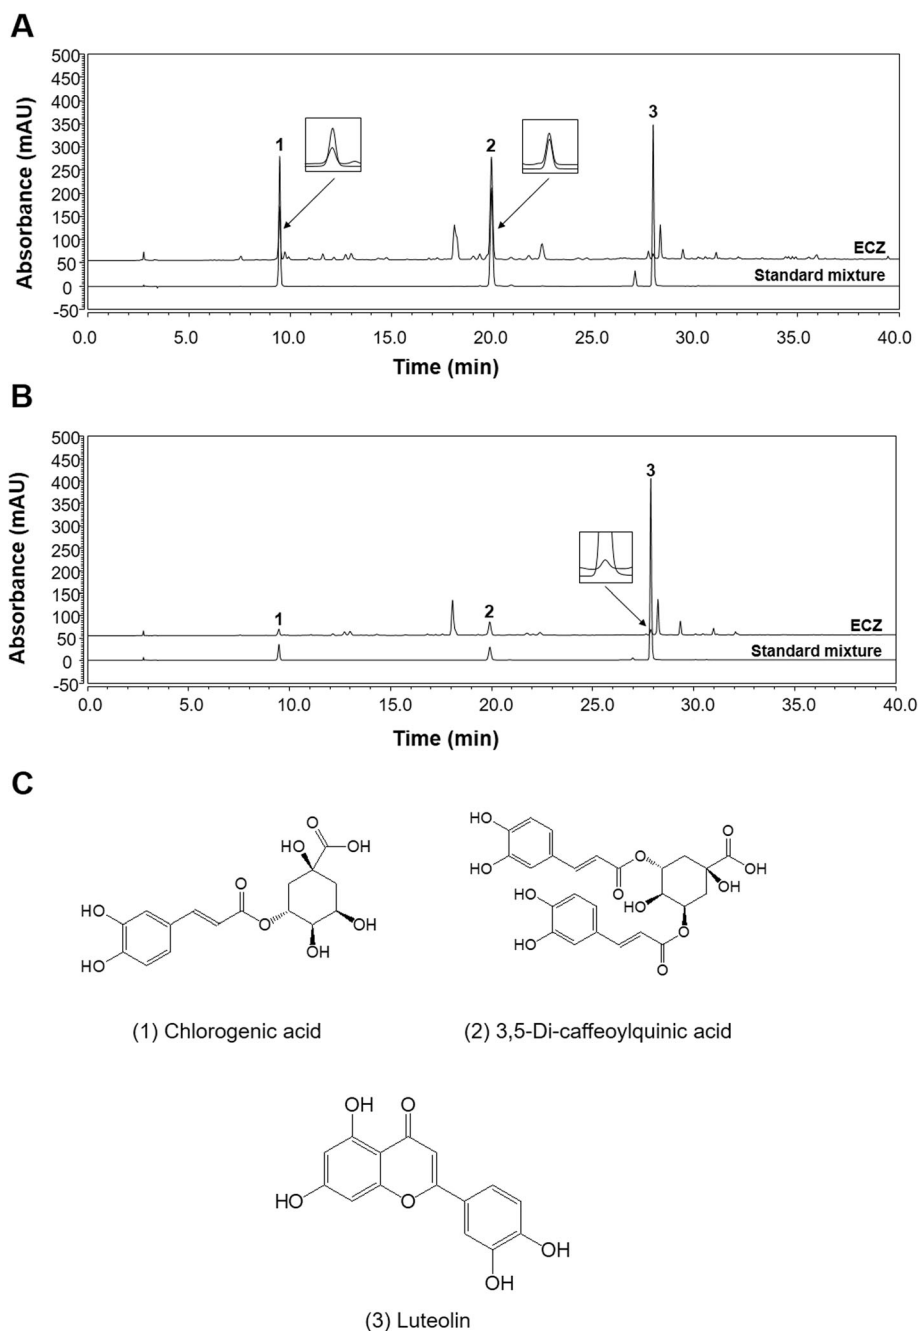 A
Absorbance (mAU)
500
450
400
350
300
250
200
150
100
50
0
-50
1
2
3
ECZ
Standard mixture
0.0 5.0 10.0 15.0 20.0 25.0 30.0 35.0 40.0
Time (min)
B
Absorbance (mAU)
500
450
400
350
300
250
200
150
100
50
0
-50
1
2
3
ECZ
Standard mixture
0.0 5.0 10.0 15.0 20.0 25.0 30.0 35.0 40.0
Time (min)
C
O
HO
OH
O
HO
HO
O
OH
OH
HO
HO
O
O
O
OH
HO
OH
HO
HO
O
O
(1) Chlorogenic acid
(2) 3,5-Di-caffeoylquinic acid
OH O
HO
O
OH
OH
(3) Luteolin